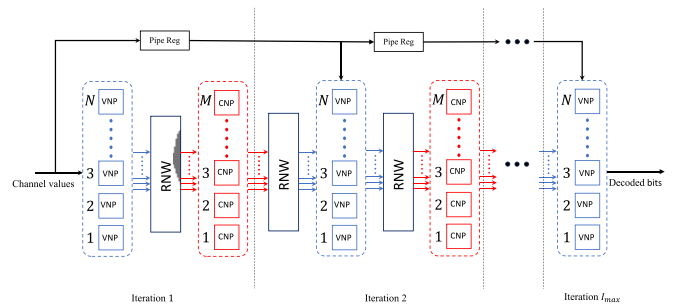 Pipe Reg
Pipe Reg
N VNP
M CNP
N VNP
M CNP
N VNP
RNW
RNW
RNW
3 VNP
3 CNP
3 VNP
3 CNP
3 VNP
Channel values
Decoded bits
2 VNP
2 CNP
2 VNP
2 CNP
2 VNP
1 VNP
1 CNP
1 VNP
1 CNP
1 VNP
Iteration 1
Iteration 2
Iteration I_max